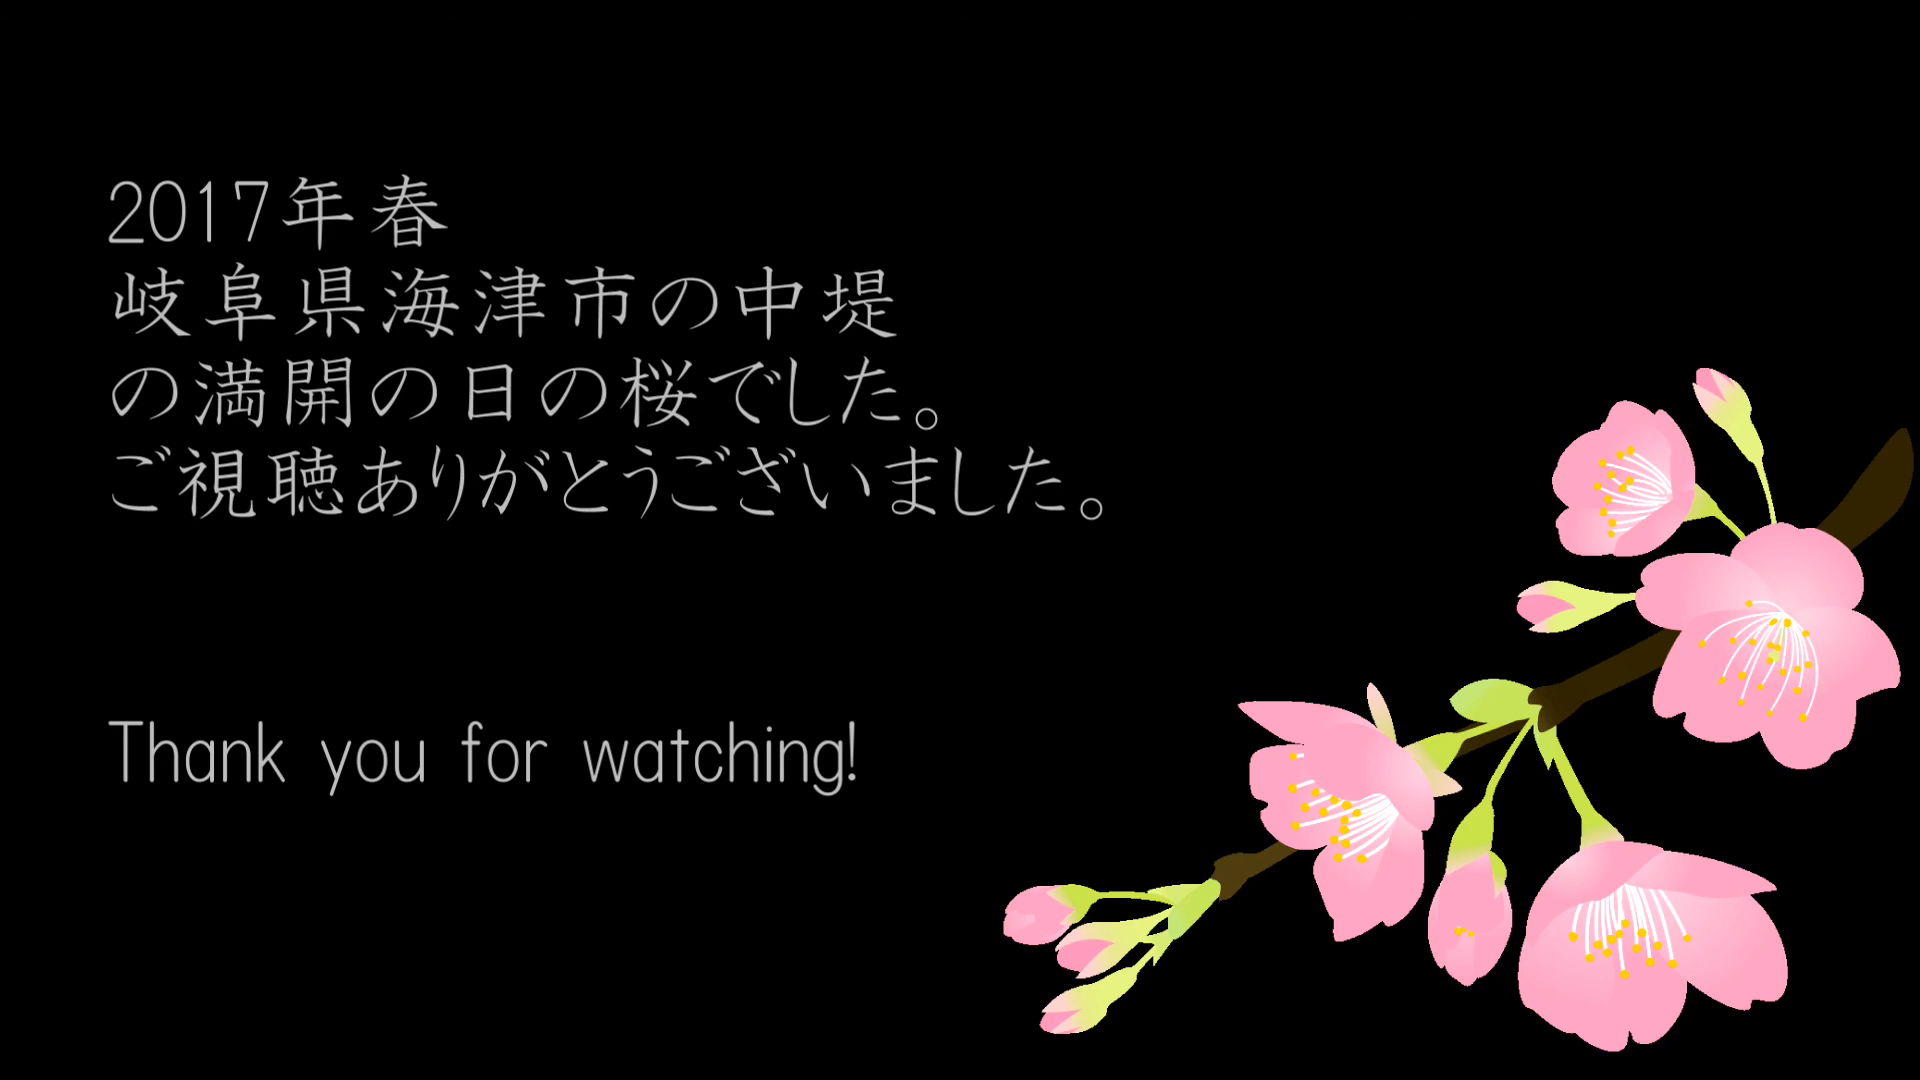 2017年春
岐阜県海津市の中堤
の満開の日の桜でした。
ご視聴ありがとうございました。
Thank you for watching!